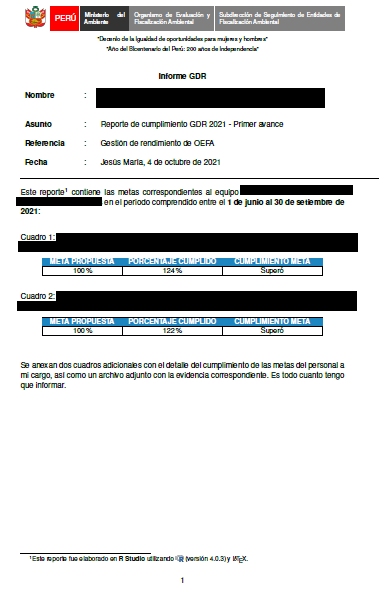 PERÚ
Ministerio del
Ambiente
Organismo de Evaluación y
Fiscalización Ambiental
Subdirección de Seguimiento de Entidades de
Fiscalización Ambiental
"Decenio de la Igualdad de oportunidades para mujeres y hombres"
"Año del Bicentenario del Perú: 200 años de Independencia"
Informe GDR
Nombre :
Asunto : Reporte de cumplimiento GDR 2021 - Primer avance
Referencia : Gestión de rendimiento de OEFA
Fecha : Jesús María, 4 de octubre de 2021
Este reporte¹ contiene las metas correspondientes al equipo
en el periodo comprendido entre el 1 de junio al 30 de setiembre de
2021:
Cuadro 1:
META PROPUESTA PORCENTAJE CUMPLIDO CUMPLIMIENTO META
100 % 124 % Superó
Cuadro 2:
META PROPUESTA PORCENTAJE CUMPLIDO CUMPLIMIENTO META
100 % 122 % Superó
Se anexan dos cuadros adicionales con el detalle del cumplimiento de las metas del personal a
mi cargo, así como un archivo adjunto con la evidencia correspondiente. Es todo cuanto tengo
que informar.
¹Este reporte fue elaborado en R Studio utilizando R (versión 4.0.3) y LATEX.
1